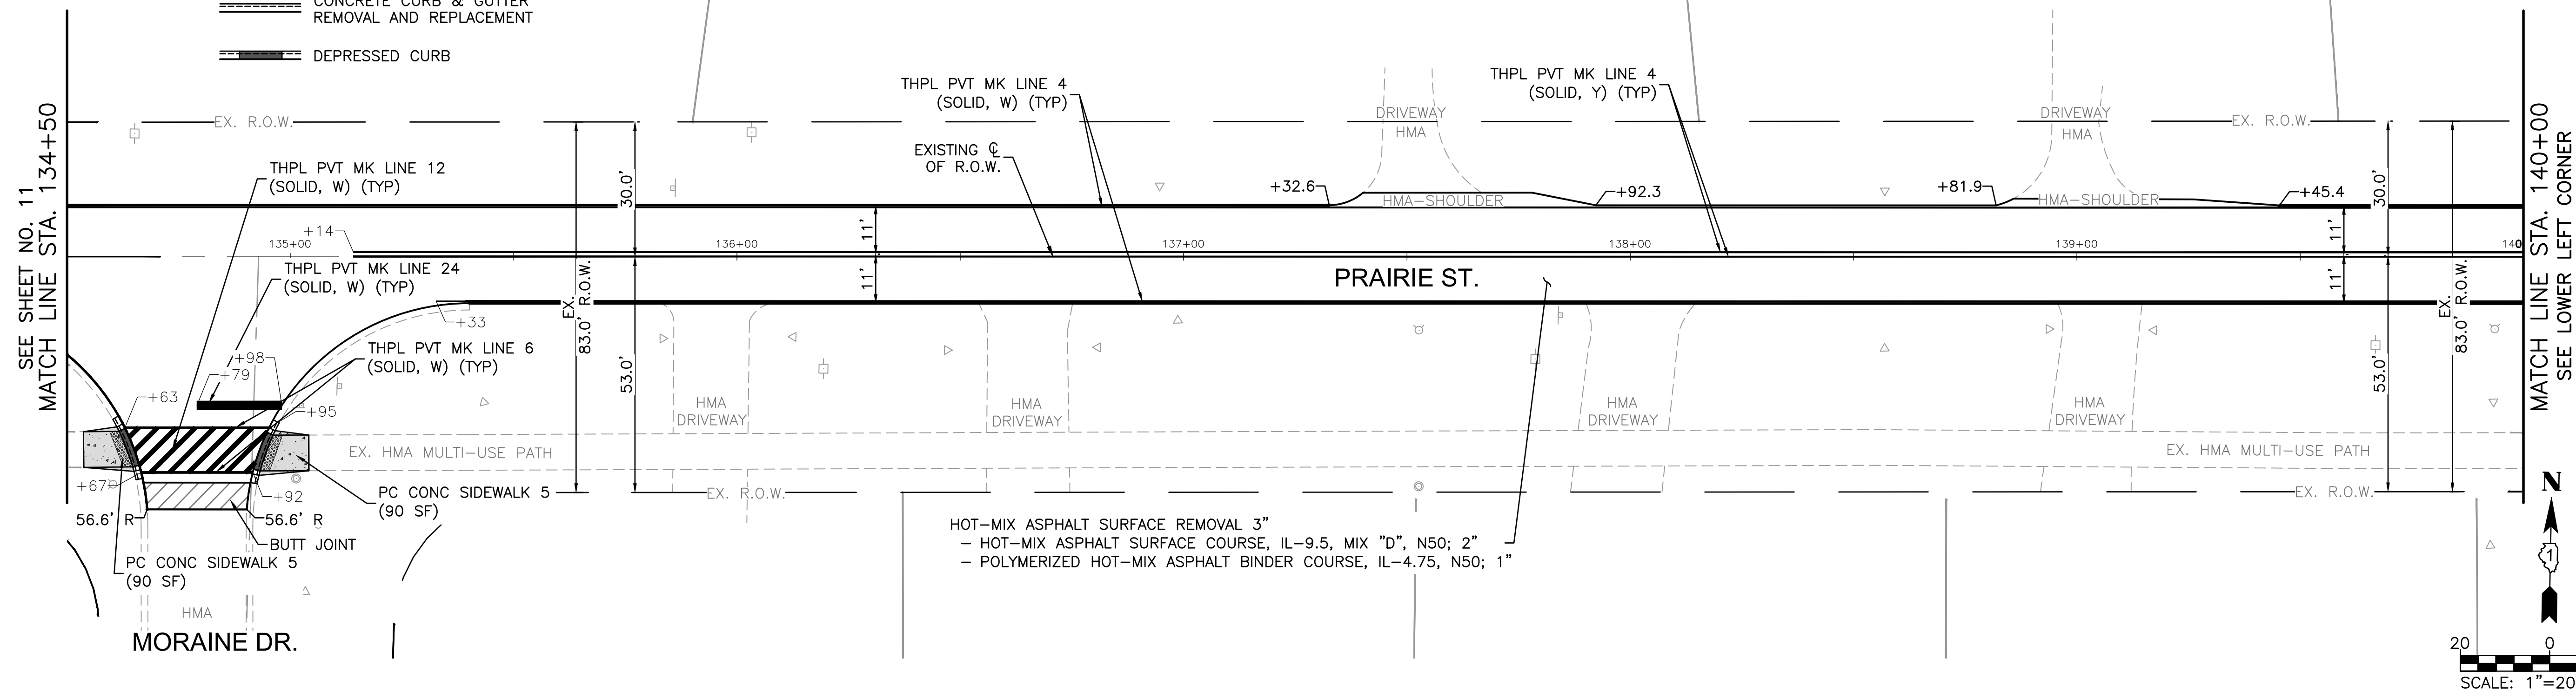 CONCRETE CURB & GUTTER
REMOVAL AND REPLACEMENT
DEPRESSED CURB
SEE SHEET NO. 11
MATCH LINE STA. 134+50
EX. R.O.W.
THPL PVT MK LINE 12
(SOLID, W) (TYP)
+14
135+00
THPL PVT MK LINE 24
(SOLID, W) (TYP)
+33
+98
+79
THPL PVT MK LINE 6
(SOLID, W) (TYP)
+63
+95
EX. HMA MULTI-USE PATH
+67
+92
PC CONC SIDEWALK 5
(90 SF)
56.6' R
56.6' R
BUTT JOINT
PC CONC SIDEWALK 5
(90 SF)
HMA
MORAINE DR.
EX.
R.O.W.
83.0'
30.0'
53.0'
136+00
11'
11'
THPL PVT MK LINE 4
(SOLID, W) (TYP)
EXISTING ℄
OF R.O.W.
137+00
THPL PVT MK LINE 4
(SOLID, Y) (TYP)
DRIVEWAY
HMA
+32.6
HMA-SHOULDER
+92.3
138+00
PRAIRIE ST.
DRIVEWAY
HMA
+81.9
HMA-SHOULDER
+45.4
EX. R.O.W.
139+00
140
11'
11'
30.0'
53.0'
EX.
R.O.W.
83.0'
HMA
DRIVEWAY
HMA
DRIVEWAY
HMA
DRIVEWAY
HMA
DRIVEWAY
EX. HMA MULTI-USE PATH
EX. R.O.W.
EX. R.O.W.
HOT-MIX ASPHALT SURFACE REMOVAL 3"
- HOT-MIX ASPHALT SURFACE COURSE, IL-9.5, MIX "D", N50; 2"
- POLYMERIZED HOT-MIX ASPHALT BINDER COURSE, IL-4.75, N50; 1"
MATCH LINE STA. 140+00
SEE LOWER LEFT CORNER
N
1
20 0
SCALE: 1"=20